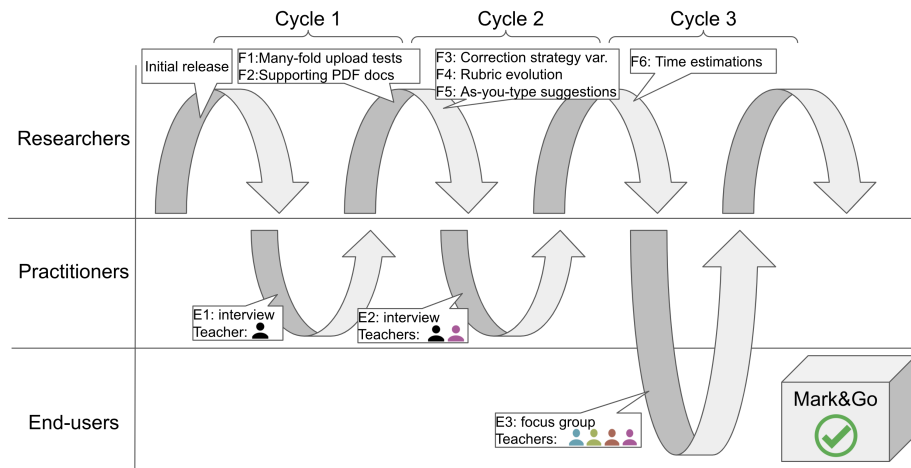 Cycle 1
Cycle 2
Cycle 3
Initial release
F1:Many-fold upload tests
F2:Supporting PDF docs
F3: Correction strategy var.
F4: Rubric evolution
F5: As-you-type suggestions
F6: Time estimations
Researchers
Practitioners
E1: interview
Teacher:
E2: interview
Teachers:
End-users
E3: focus group
Teachers:
Mark&Go